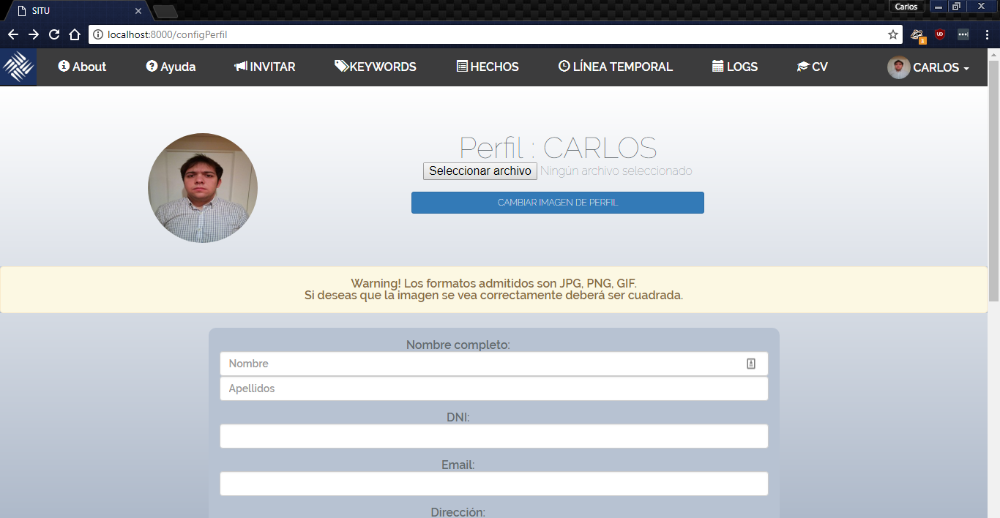 SITU
Carlos
localhost:8000/configPerfil
UD
3
About
Ayuda
INVITAR
KEYWORDS
HECHOS
LÍNEA TEMPORAL
LOGS
CV
CARLOS
Perfil : CARLOS
Seleccionar archivo Ningún archivo seleccionado
CAMBIAR IMAGEN DE PERFIL
Warning! Los formatos admitidos son JPG, PNG, GIF.
Si deseas que la imagen se vea correctamente deberá ser cuadrada.
Nombre completo:
Nombre
Apellidos
DNI:
Email:
Dirección: